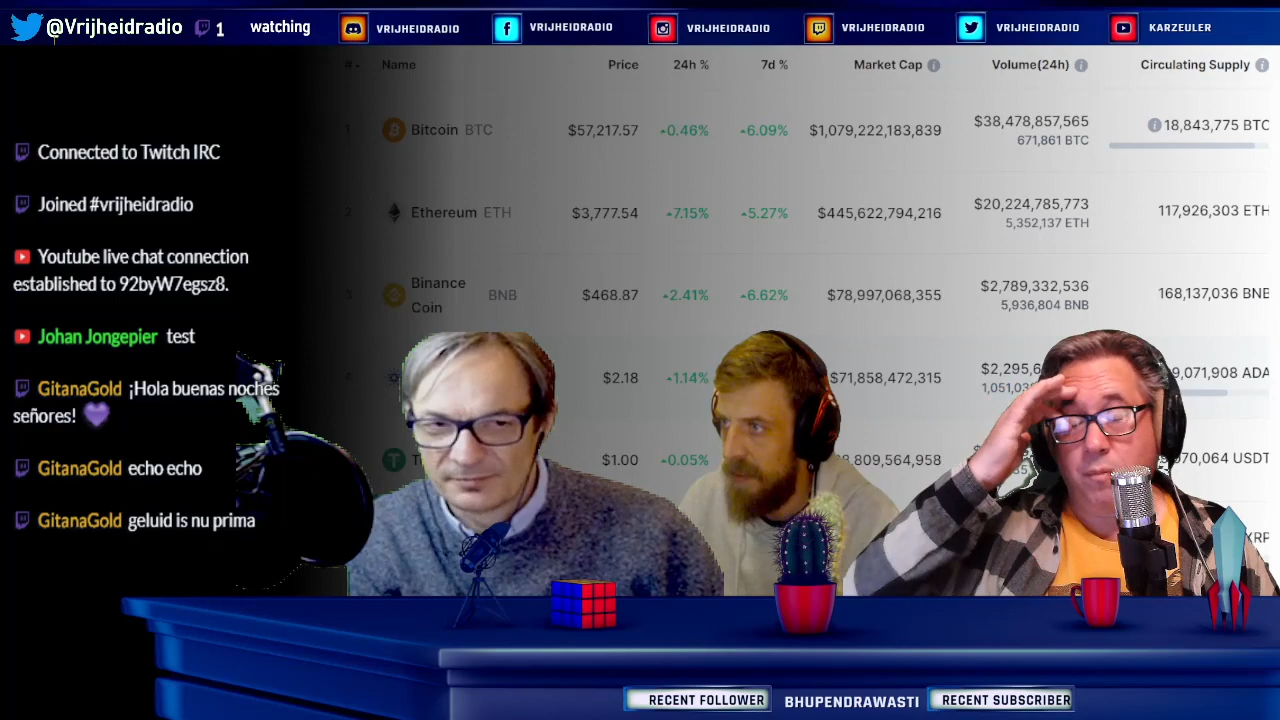 @Vrijheidradio 1 watching VRIJHEIDRADIO VRIJHEIDRADIO VRIJHEIDRADIO VRIJHEIDRADIO VRIJHEIDRADIO KARZEULER
# Name Price 24h % 7d % Market Cap Volume(24h) Circulating Supply
1 Bitcoin BTC $57,217.57 0.46% 6.09% $1,079,222,183,839 $38,478,857,565 18,843,775 BTC
671,861 BTC
2 Ethereum ETH $3,777.54 7.15% 5.27% $445,622,794,216 $20,224,785,773 117,926,303 ETH
5,352,137 ETH
3 Binance Coin BNB $468.87 2.41% 6.62% $78,997,068,355 $2,789,332,536 168,137,036 BNB
5,936,804 BNB
$2.18 1.14% $71,858,472,315 ADA
$1.00 0.05% USDT
Connected to Twitch IRC
Joined #vrijheidradio
Youtube live chat connection
established to 92byW7egsz8.
Johan Jongepier test
GitanaGold ¡Hola buenas noches
señores!
GitanaGold echo echo
GitanaGold geluid is nu prima
RECENT FOLLOWER BHUPENDRAWASTI RECENT SUBSCRIBER